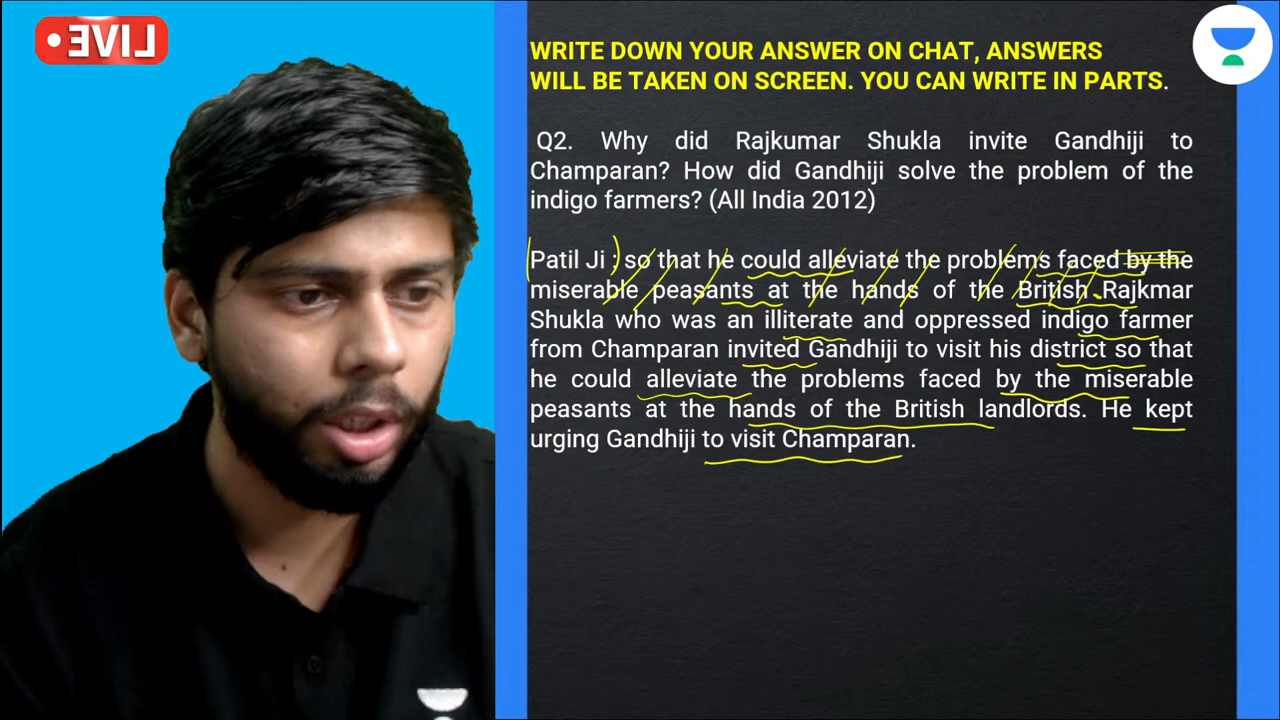 LIVE
WRITE DOWN YOUR ANSWER ON CHAT, ANSWERS
WILL BE TAKEN ON SCREEN. YOU CAN WRITE IN PARTS.
Q2. Why did Rajkumar Shukla invite Gandhiji to
Champaran? How did Gandhiji solve the problem of the
indigo farmers? (All India 2012)
Patil Ji : so that he could alleviate the problems faced by the
miserable peasants at the hands of the British .Rajkmar
Shukla who was an illiterate and oppressed indigo farmer
from Champaran invited Gandhiji to visit his district so that
he could alleviate the problems faced by the miserable
peasants at the hands of the British landlords. He kept
urging Gandhiji to visit Champaran.